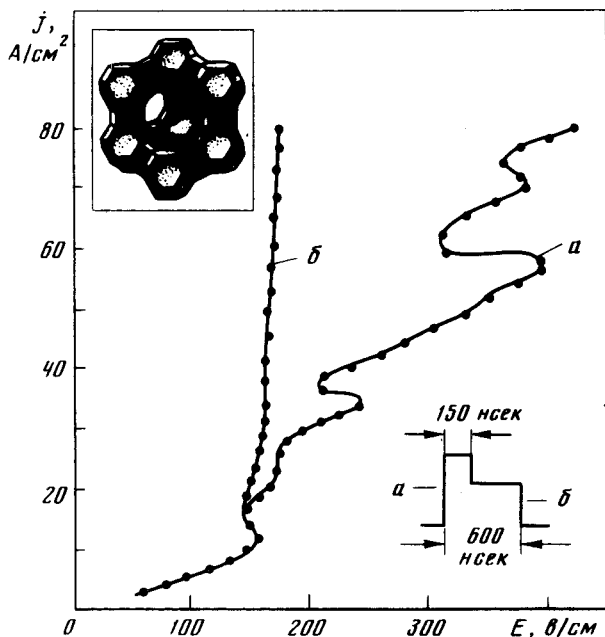 j,
А/см²
80
60
40
20
0
100
200
300
E, в/см
б
а
150 нсек
а
б
600
нсек